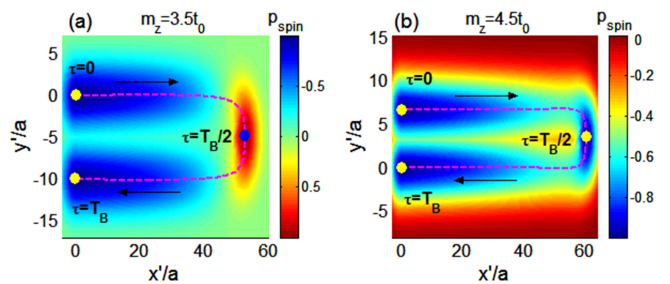 (a) m_z=3.5t_0 p_spin
(b) m_z=4.5t_0 p_spin
τ=0
τ=T_B/2
τ=T_B
5
0
-5
-10
-15
y'/a
0 20 40 60
x'/a
-0.5
0
0.5
τ=0
τ=T_B/2
τ=T_B
15
10
5
0
-5
y'/a
0 20 40 60
x'/a
0
-0.2
-0.4
-0.6
-0.8